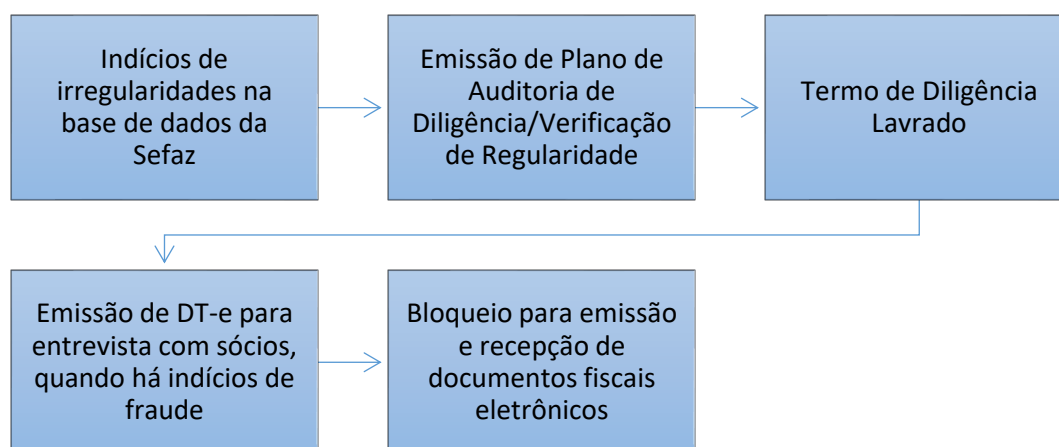 Indícios de
irregularidades na
base de dados da
Sefaz
Emissão de Plano de
Auditoria de
Diligência/Verificação
de Regularidade
Termo de Diligência
Lavrado
Emissão de DT-e para
entrevista com sócios,
quando há indícios de
fraude
Bloqueio para emissão
e recepção de
documentos fiscais
eletrônicos